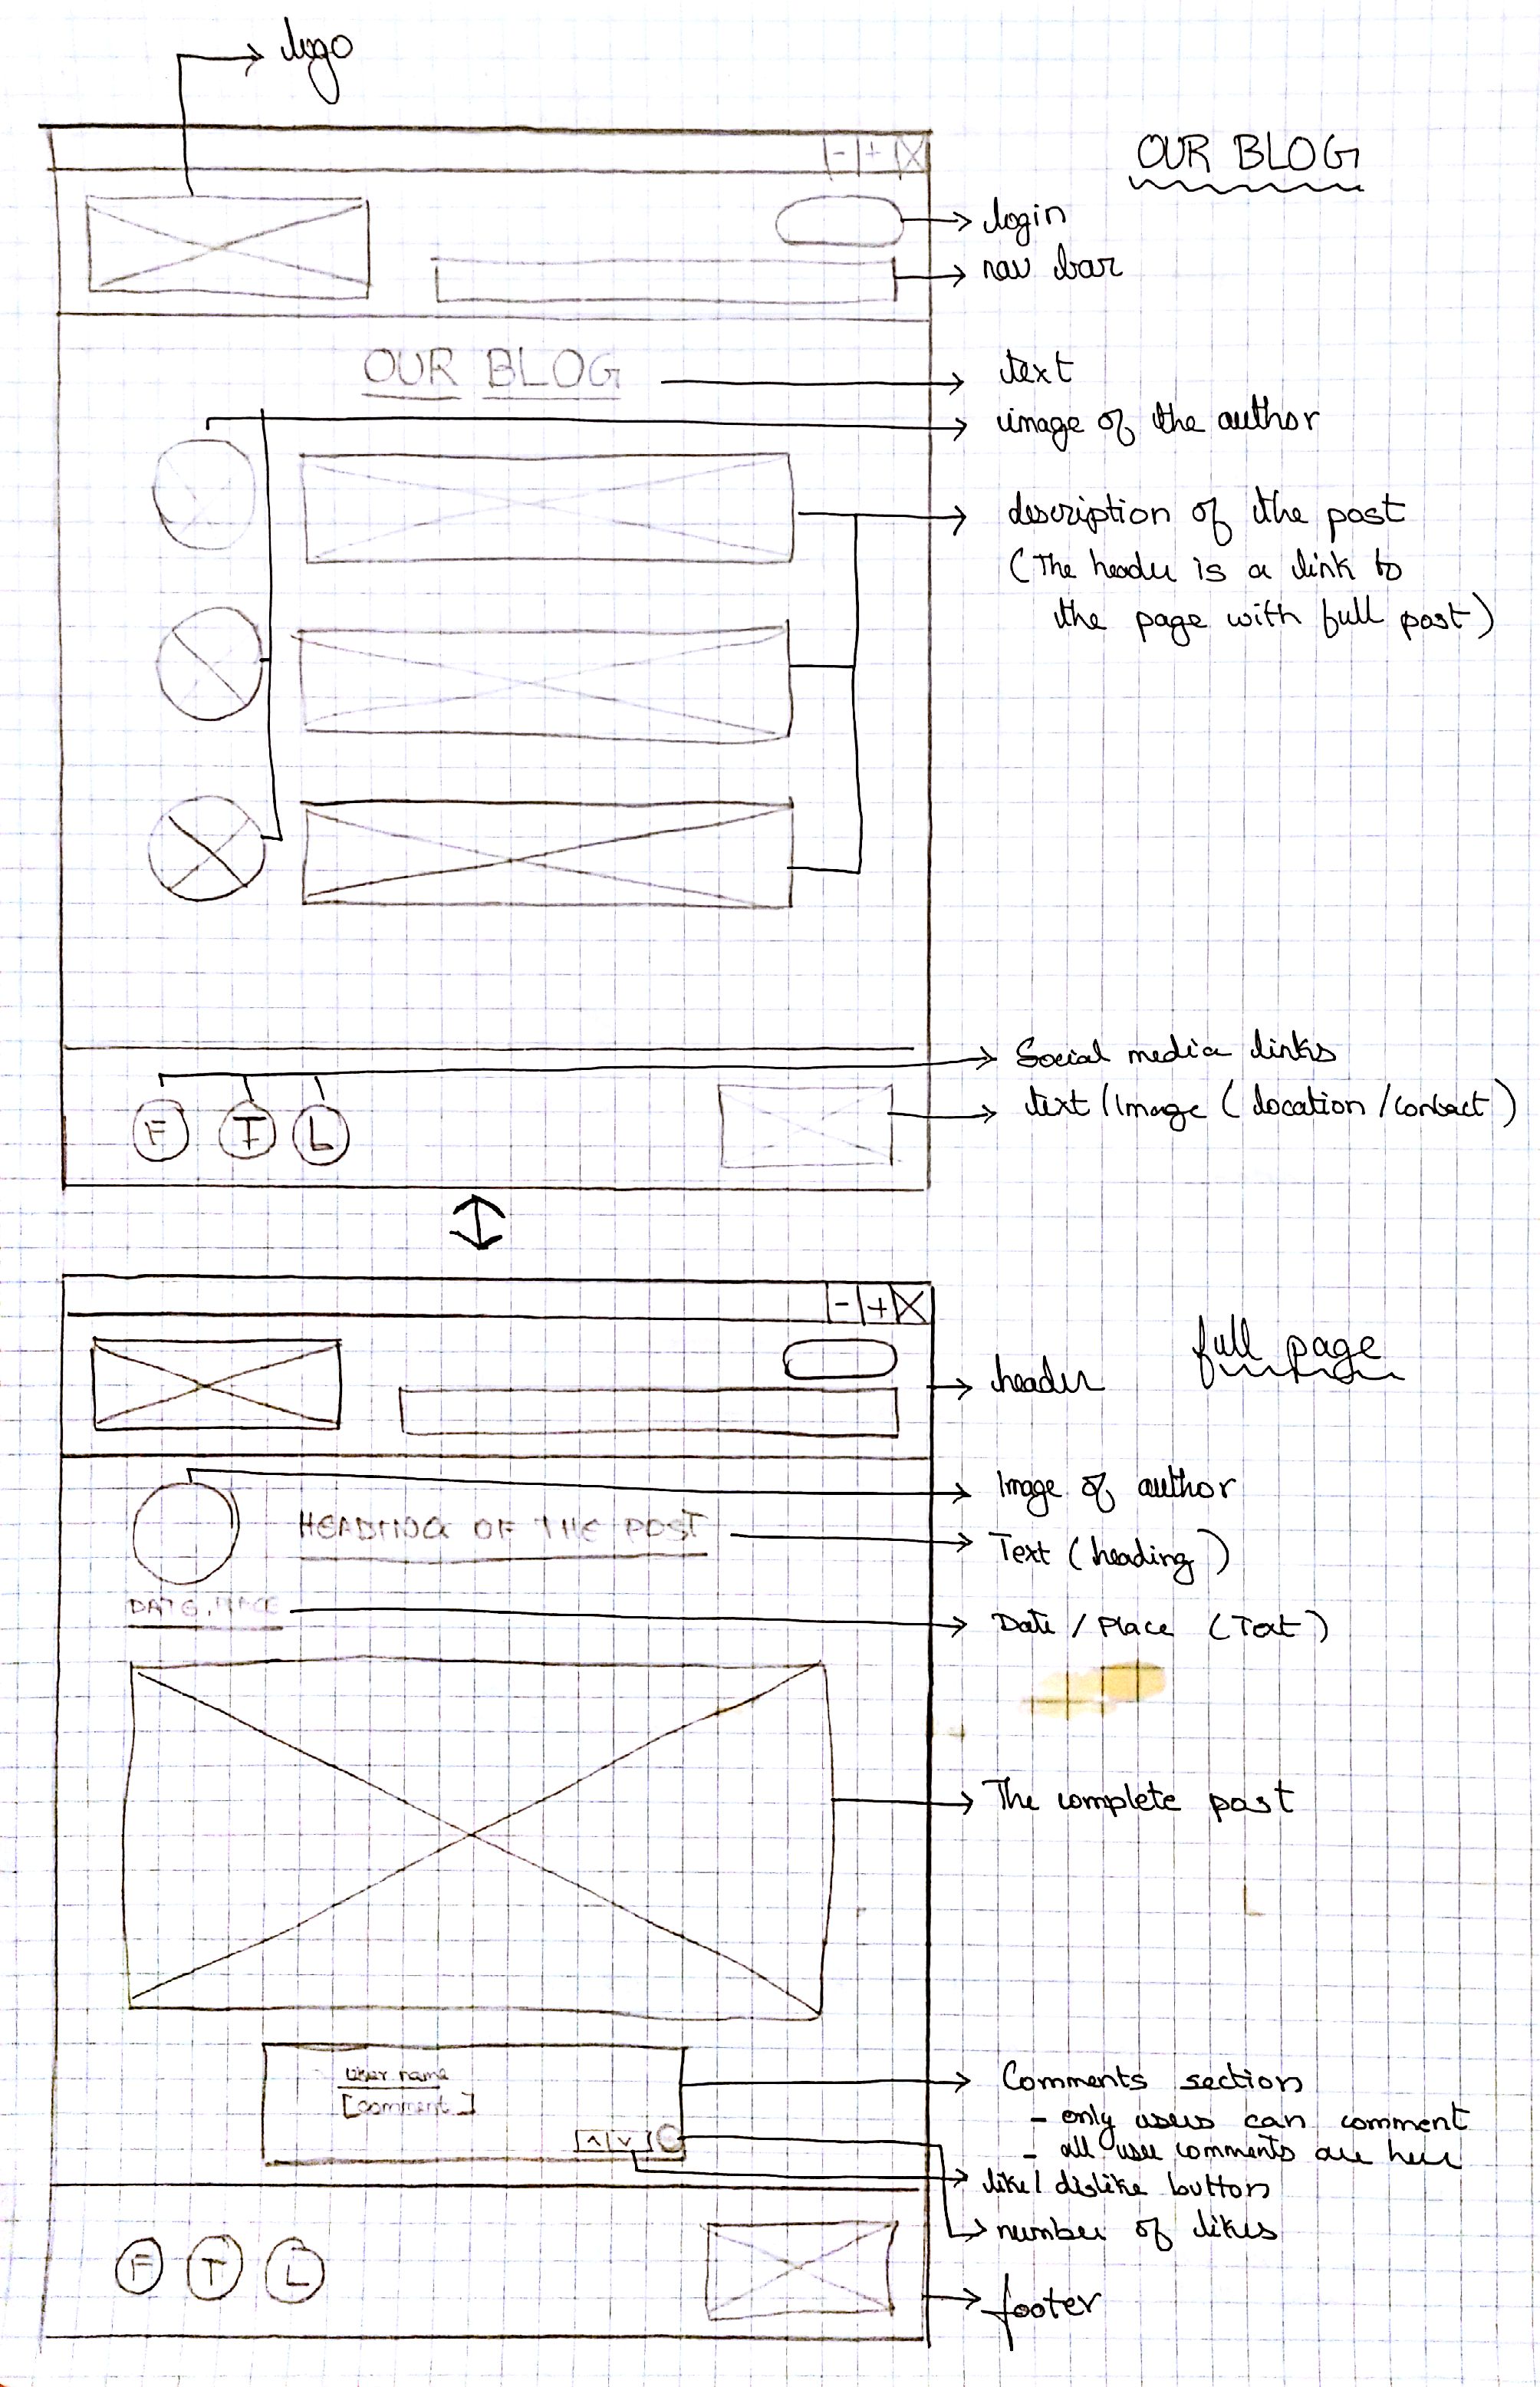 logo
- + X
OUR BLOG
login
nav bar
OUR BLOG
text
image of the author
description of the post
(The header is a link to
the page with full post)
Social media links
F T L
text / Image (location / contact)
- + X
full page
header
Image of author
HEADING OF THE POST
Text (heading)
DATE, PLACE
Date / Place (Text)
The complete post
User name
[comment]
Comments section
- only users can comment
- all user comments are here
like / dislike button
number of likes
F T L
footer